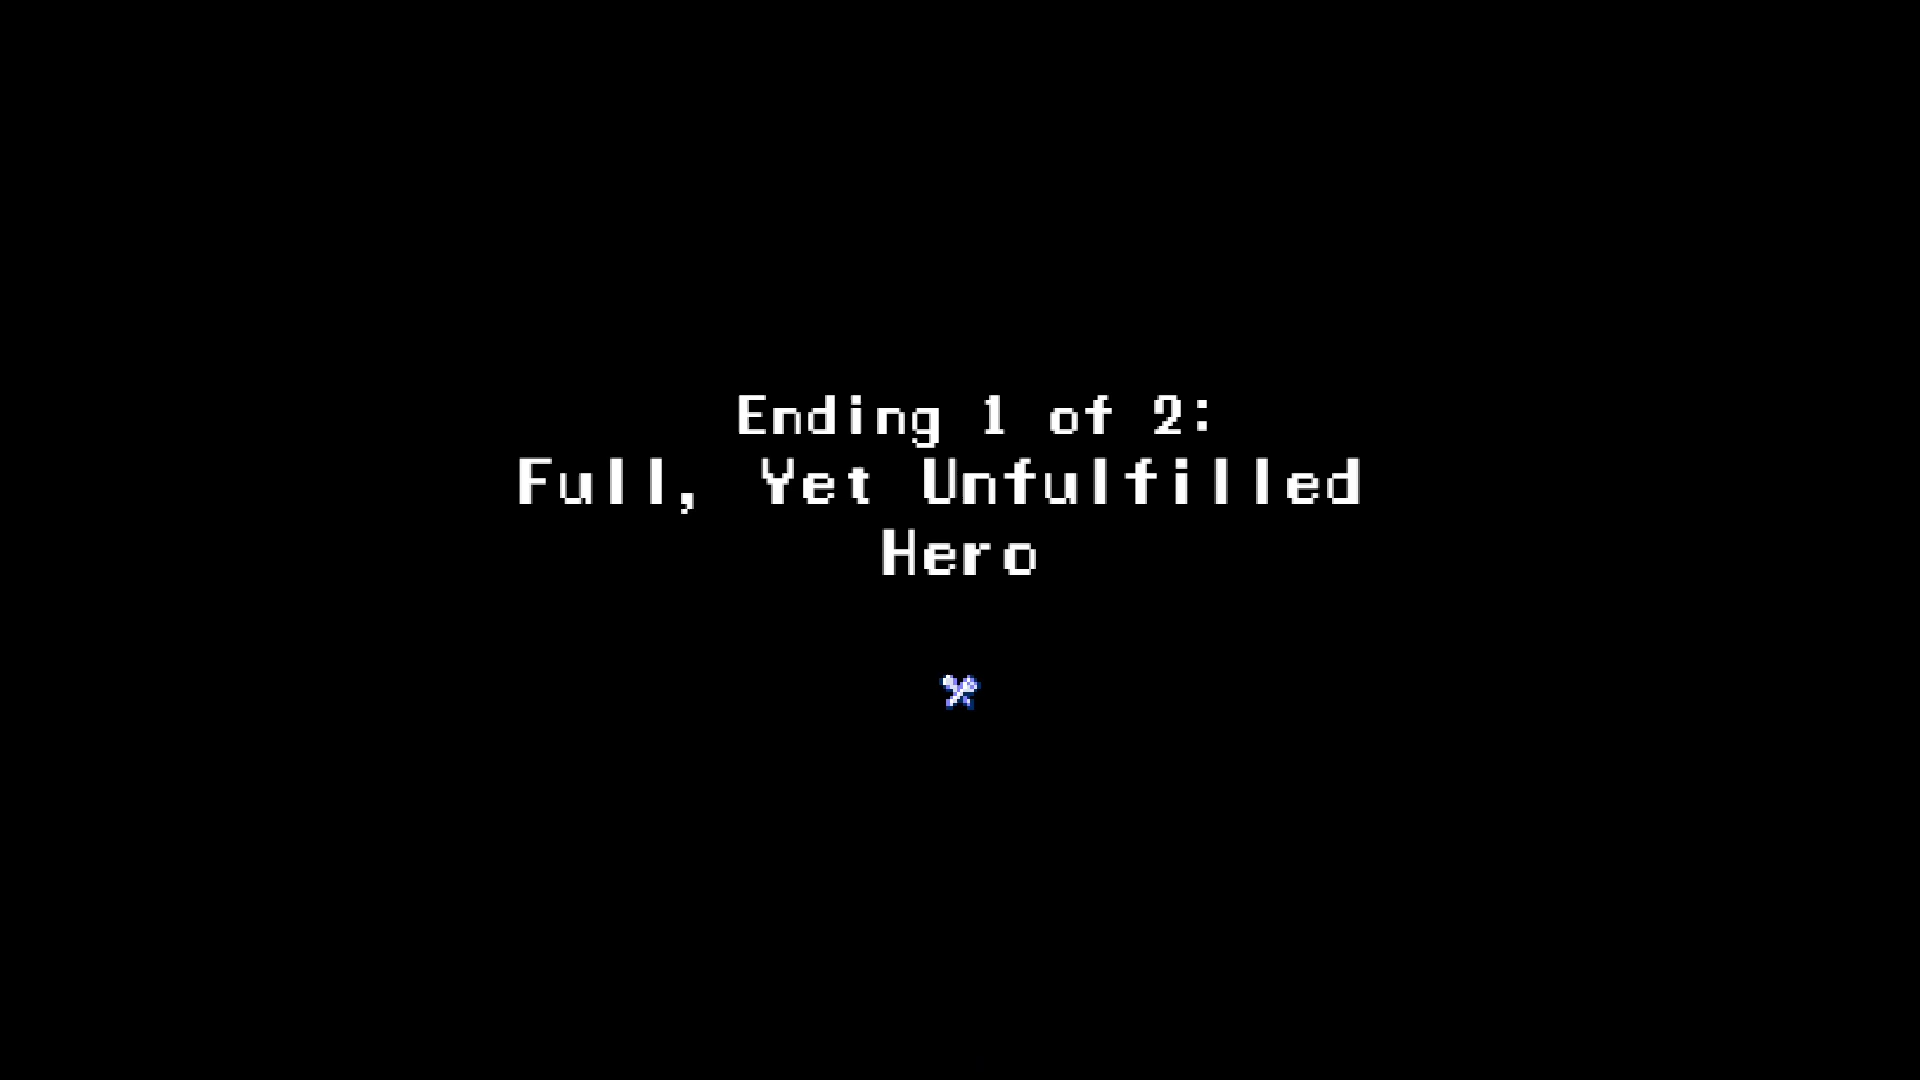 Ending 1 of 2:
Full, Yet Unfulfilled
Hero